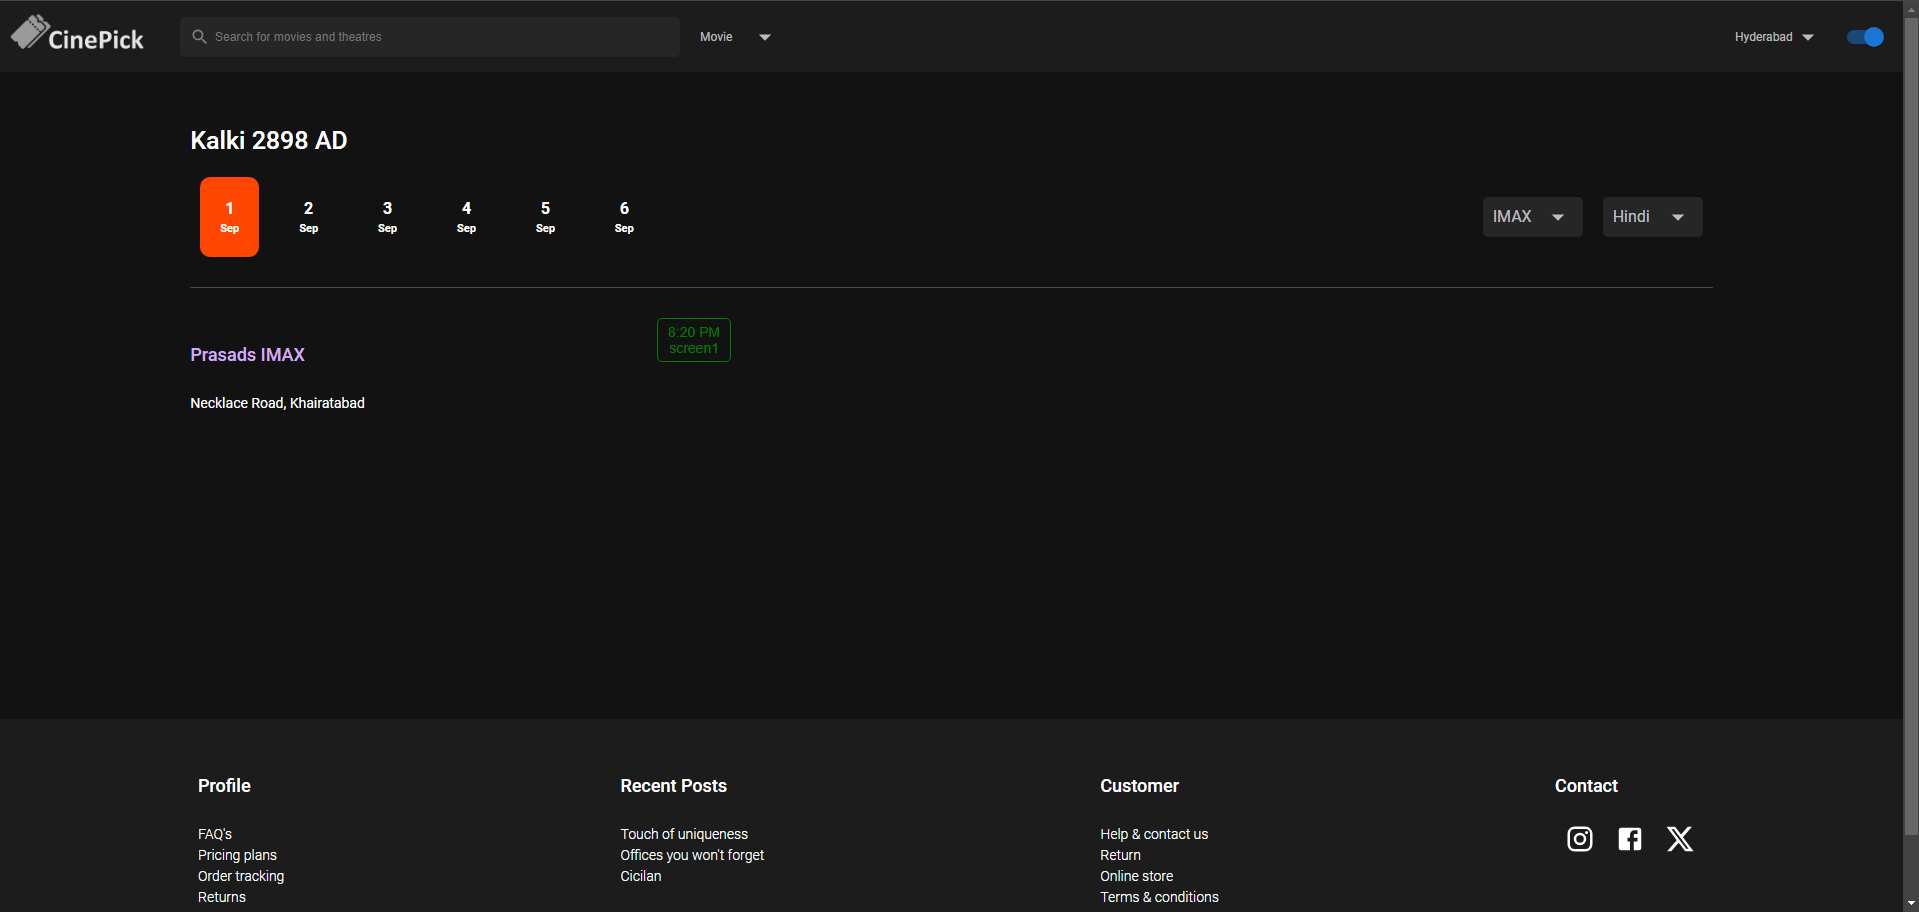 CinePick
Search for movies and theatres
Movie
Hyderabad
Kalki 2898 AD
1
Sep
2
Sep
3
Sep
4
Sep
5
Sep
6
Sep
IMAX
Hindi
Prasads IMAX
Necklace Road, Khairatabad
8:20 PM
screen1
Profile
FAQ's
Pricing plans
Order tracking
Returns
Recent Posts
Touch of uniqueness
Offices you won't forget
Cicilan
Customer
Help & contact us
Return
Online store
Terms & conditions
Contact